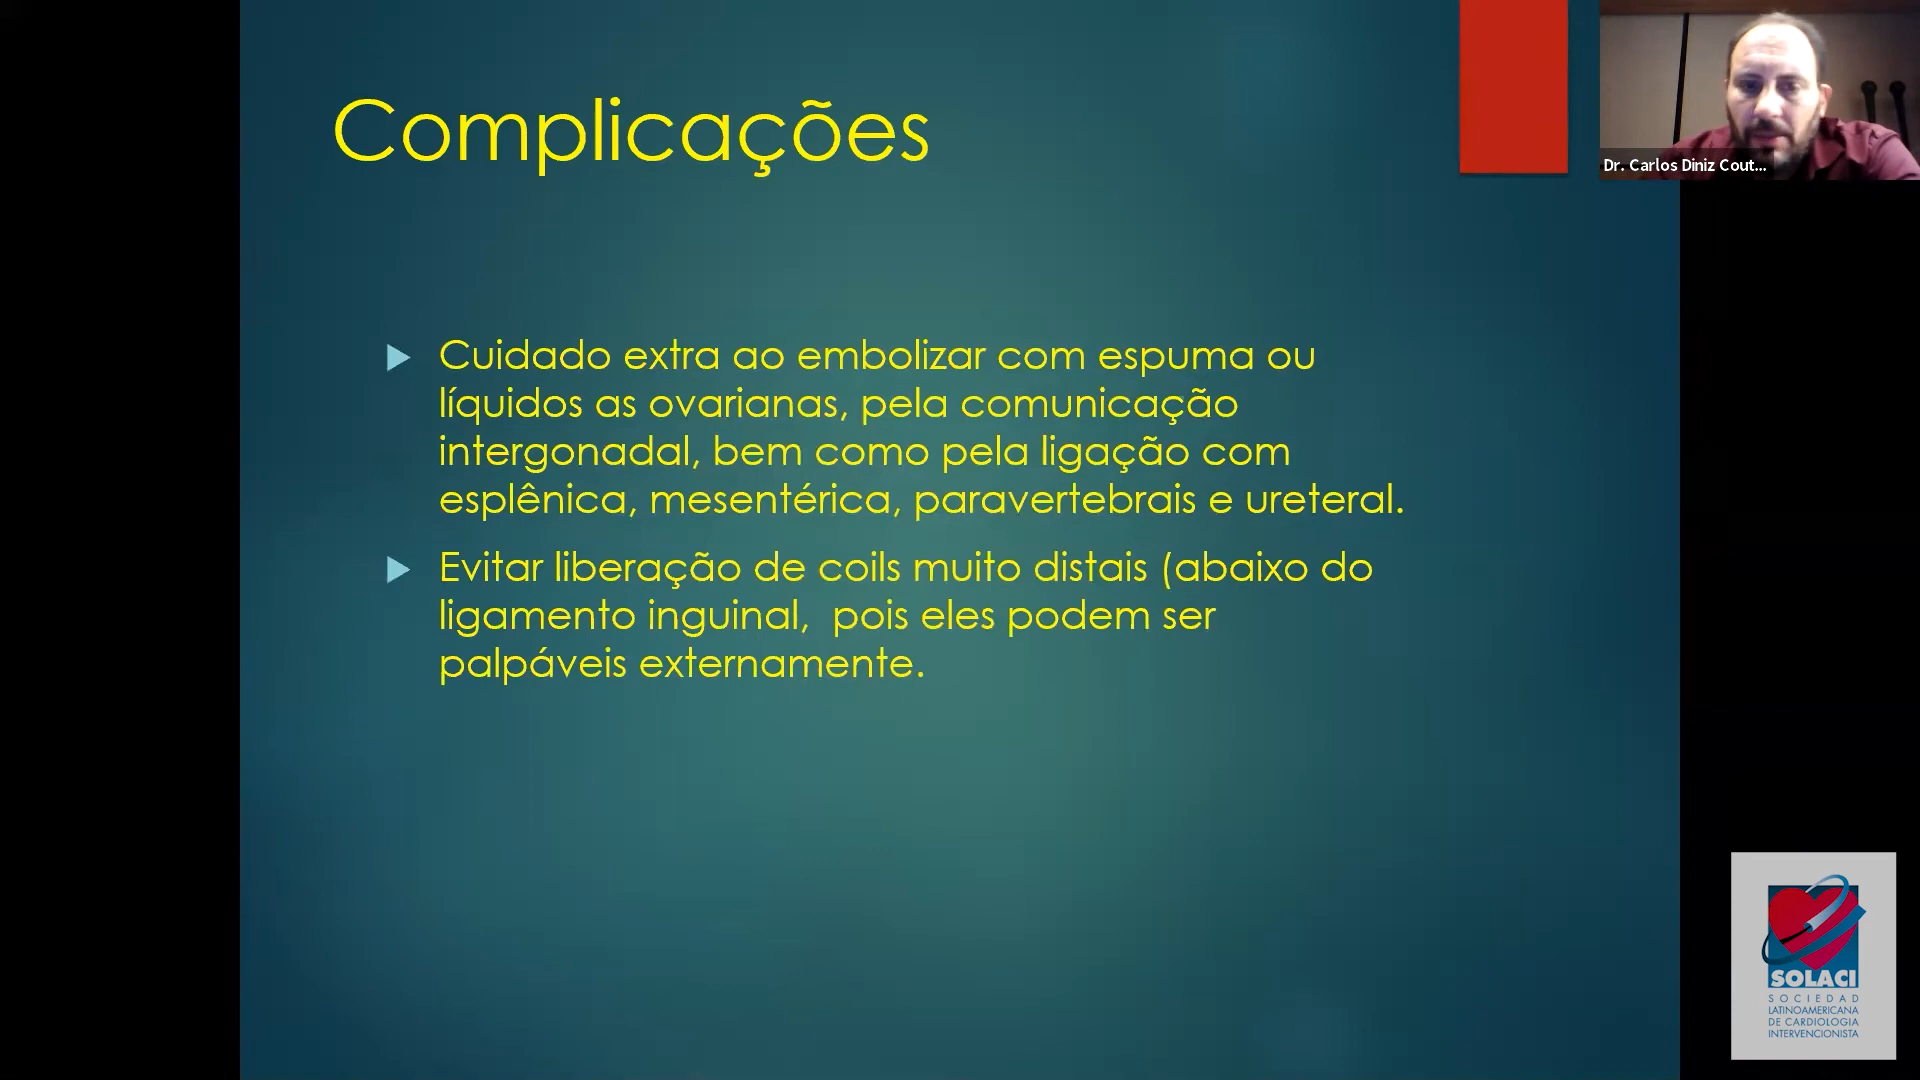 Complicações
Cuidado extra ao embolizar com espuma ou
líquidos as ovarianas, pela comunicação
intergonadal, bem como pela ligação com
esplênica, mesentérica, paravertebrais e ureteral.
Evitar liberação de coils muito distais (abaixo do
ligamento inguinal,  pois eles podem ser
palpáveis externamente.
Dr. Carlos Diniz Cout...
SOLACI
SOCIEDAD
LATINOAMERICANA
DE CARDIOLOGIA
INTERVENCIONISTA